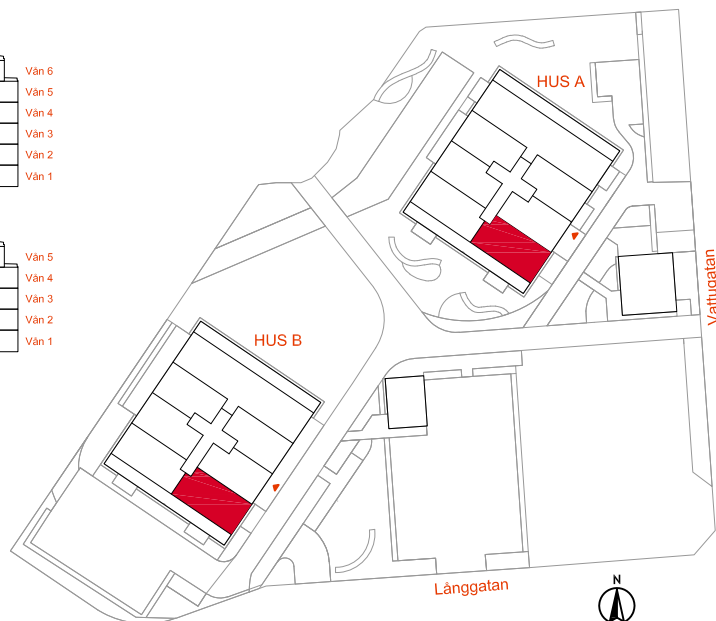 Vån 6
Vån 5
Vån 4
Vån 3
Vån 2
Vån 1
HUS A
Vån 5
Vån 4
Vån 3
Vån 2
Vån 1
HUS B
Vattugatan
Långgatan
N